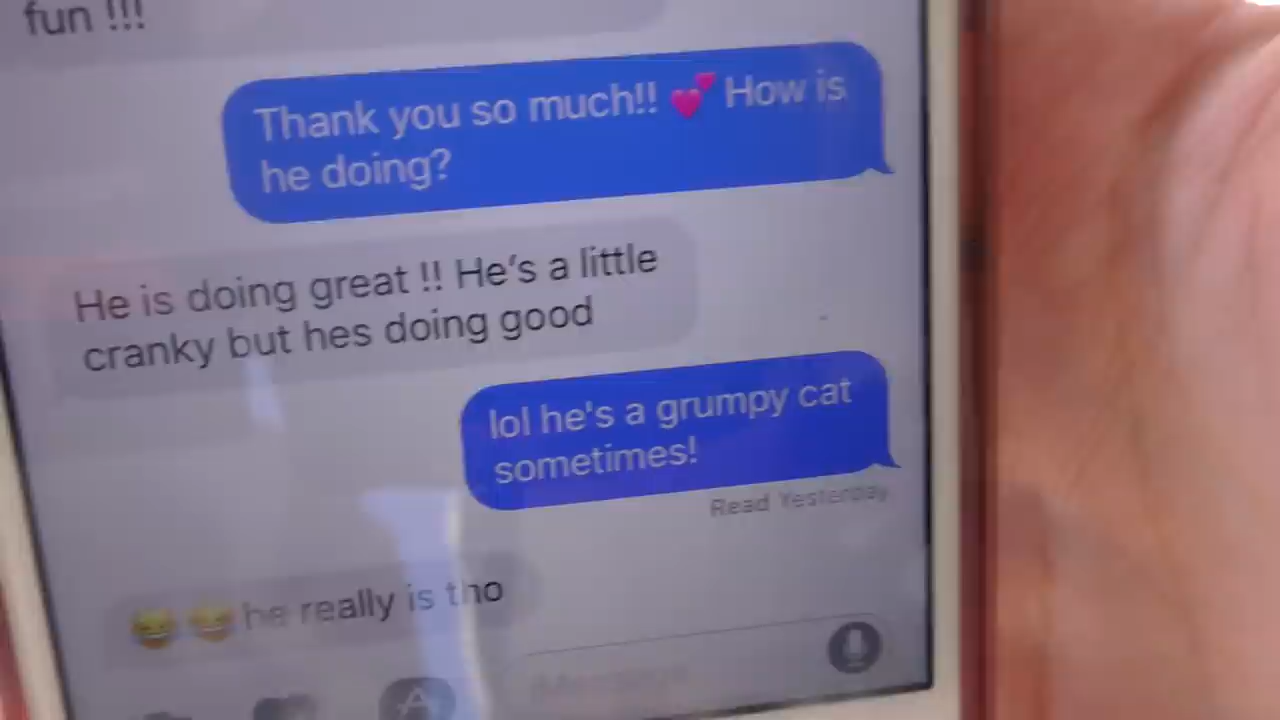 fun !!!
Thank you so much!! 💕 How is
he doing?
He is doing great !! He's a little
cranky but hes doing good
lol he's a grumpy cat
sometimes!
Read Yesterday
😅 😅 he really is tho
iMessage